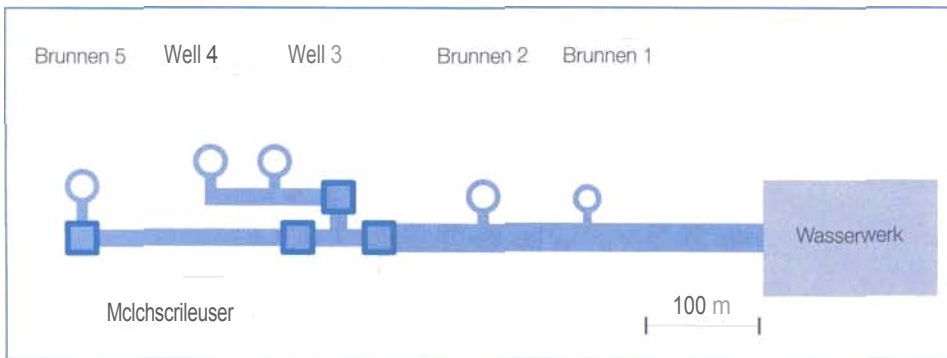 Brunnen 5 Well 4 Well 3 Brunnen 2 Brunnen 1
Wasserwerk
100 m
Mclchscrileuser